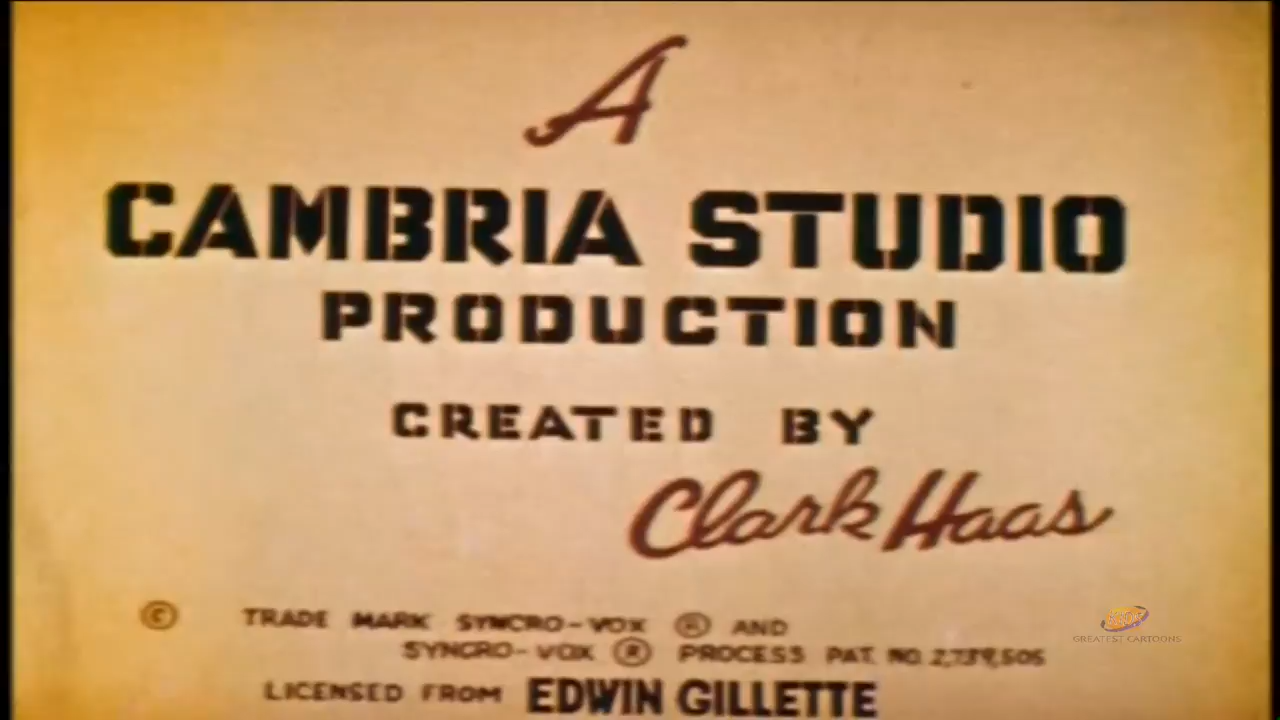 A
CAMBRIA STUDIO
PRODUCTION
CREATED BY
Clark Haas
© TRADE MARK SYNCRO-VOX ® AND
SYNCRO-VOX ® PROCESS PAT. NO. 2,739,505
LICENSED FROM EDWIN GILLETTE
GREATEST CARTOONS